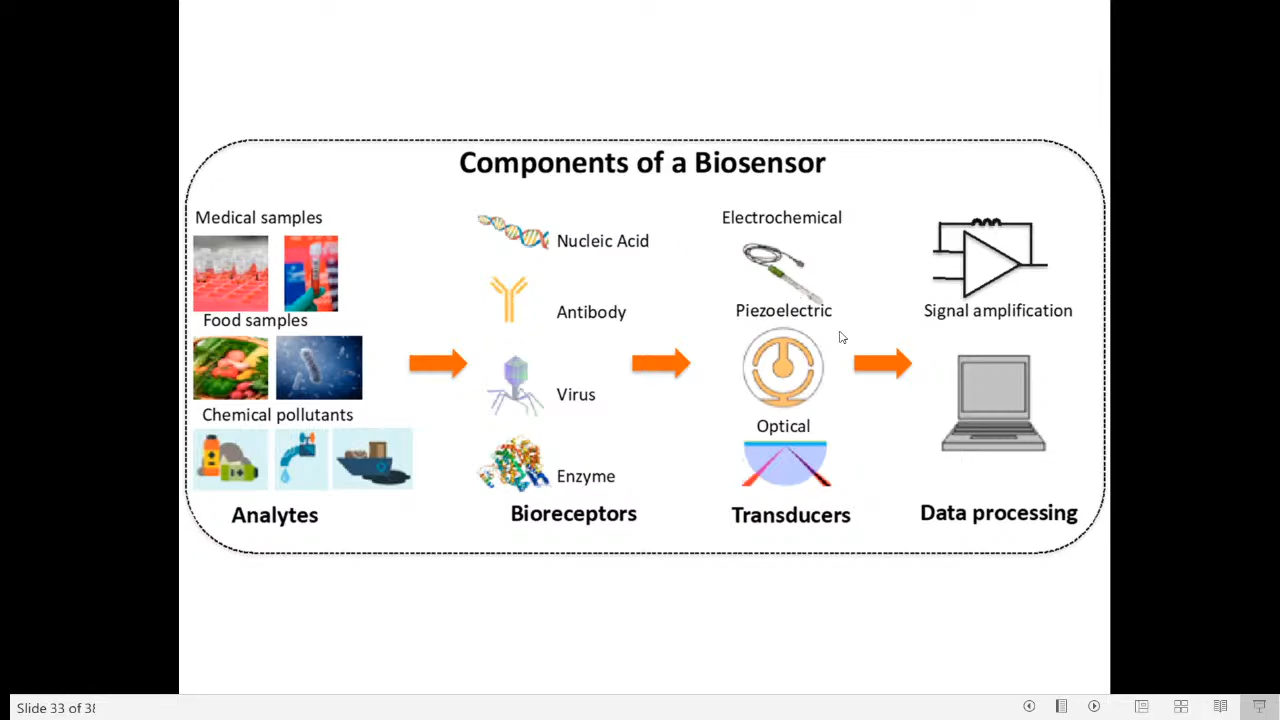 Components of a Biosensor
Medical samples
Food samples
Chemical pollutants
Analytes
Nucleic Acid
Antibody
Virus
Enzyme
Bioreceptors
Electrochemical
Piezoelectric
Optical
Transducers
Signal amplification
Data processing
Slide 33 of 38